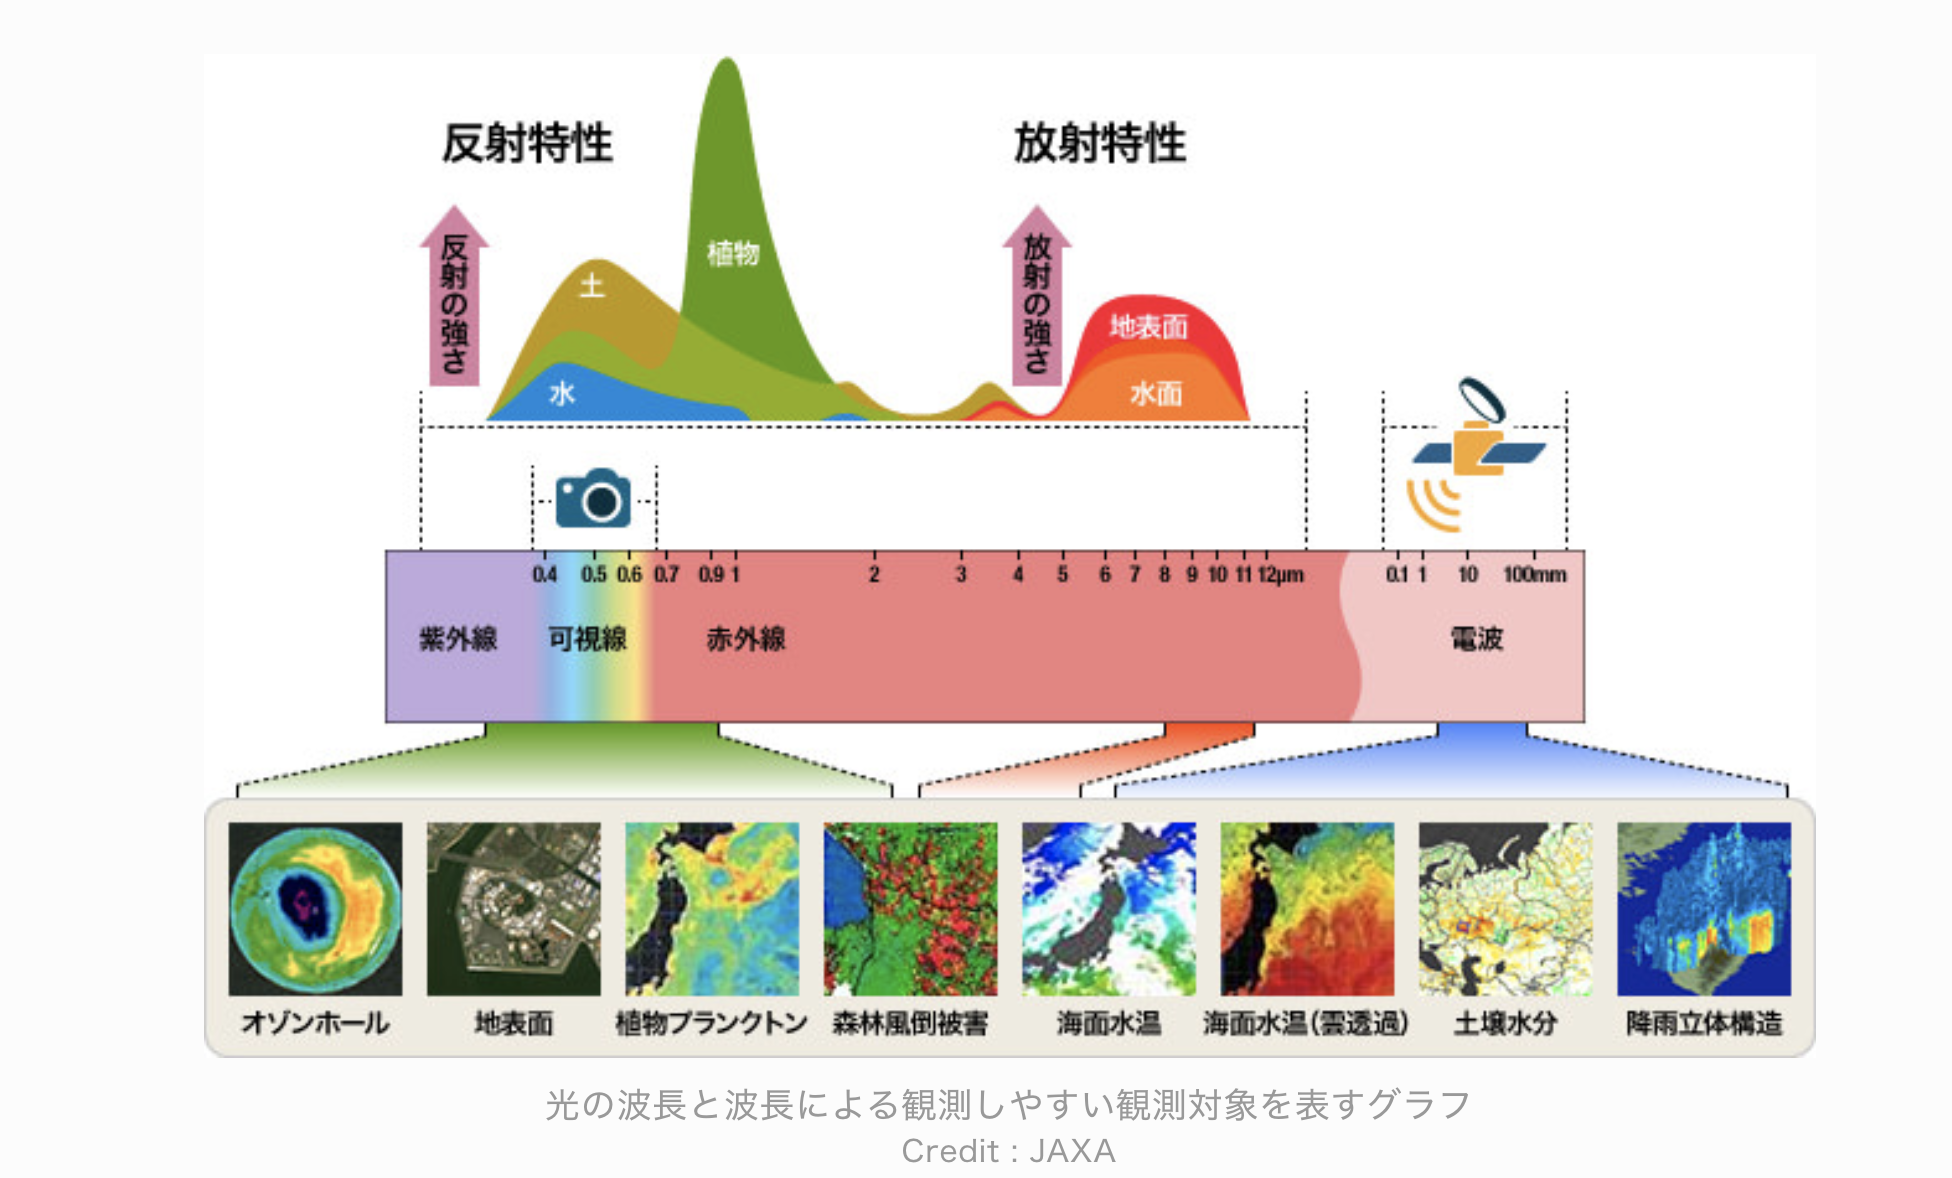 反射特性
放射特性
反射の強さ
放射の強さ
植物
土
水
地表面
水面
0.4 0.5 0.6 0.7 0.9 1 2 3 4 5 6 7 8 9 10 11 12μm 0.1 1 10 100mm
紫外線 可視線 赤外線 電波
オゾンホール 地表面 植物プランクトン 森林風倒被害 海面水温 海面水温(雲透過) 土壌水分 降雨立体構造
光の波長と波長による観測しやすい観測対象を表すグラフ
Credit : JAXA